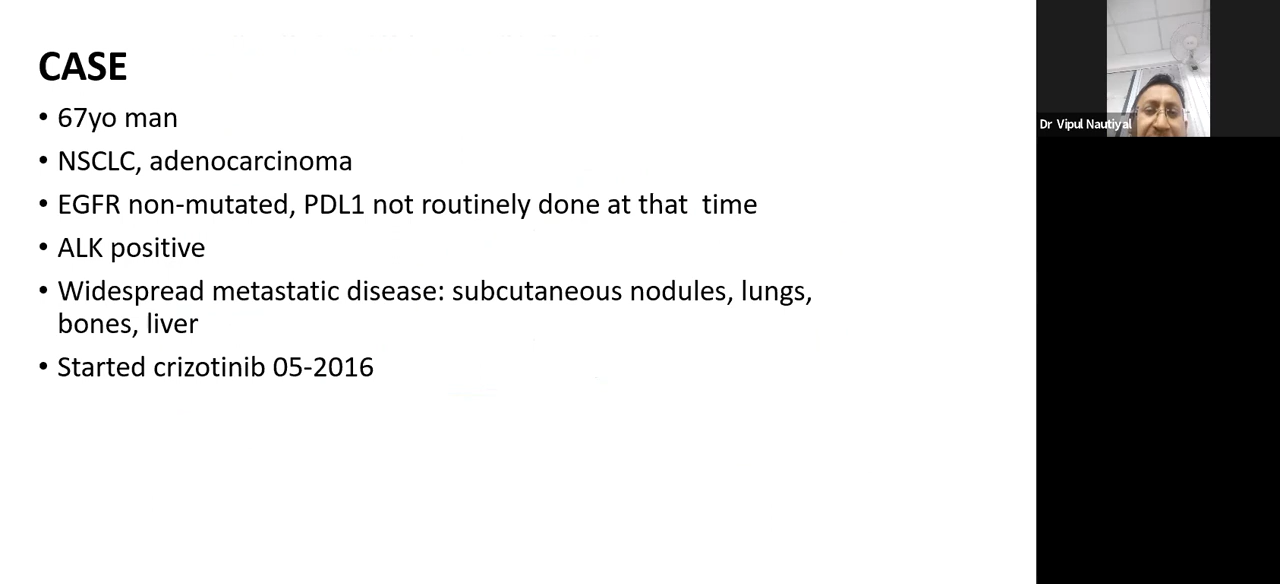 CASE
• 67yo man
• NSCLC, adenocarcinoma
• EGFR non-mutated, PDL1 not routinely done at that  time
• ALK positive
• Widespread metastatic disease: subcutaneous nodules, lungs,
bones, liver
• Started crizotinib 05-2016
Dr Vipul Nautiyal